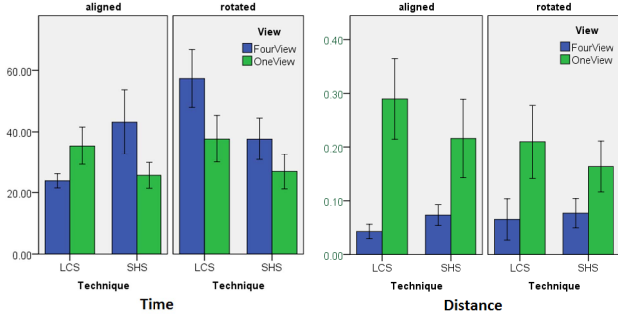 aligned rotated
View
FourView
OneView
60.00
40.00
20.00
0.00
LCS SHS LCS SHS
Technique Technique
Time
aligned rotated
View
FourView
OneView
0.40
0.30
0.20
0.10
0.00
LCS SHS LCS SHS
Technique Technique
Distance